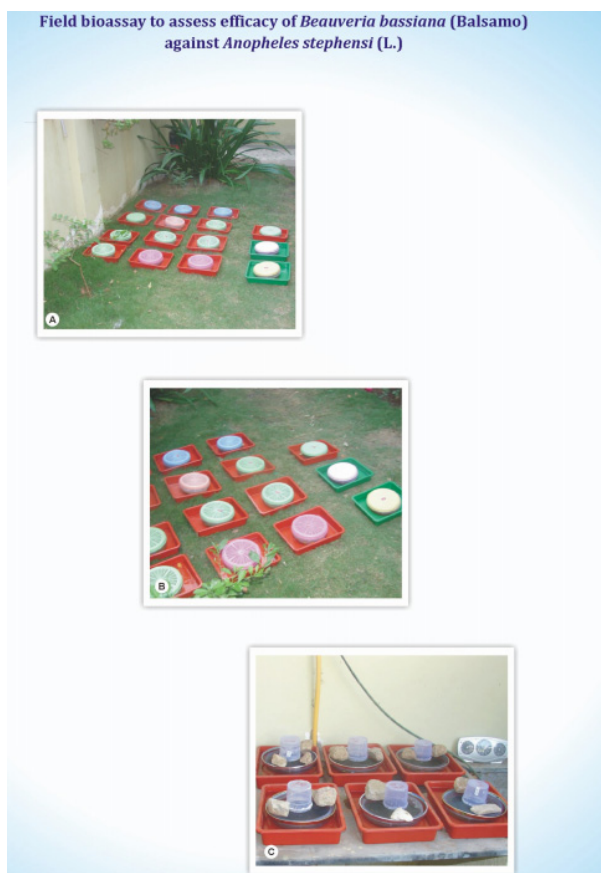 Field bioassay to assess efficacy of Beauveria bassiana (Balsamo)
against Anopheles stephensi (L.)
A
B
C